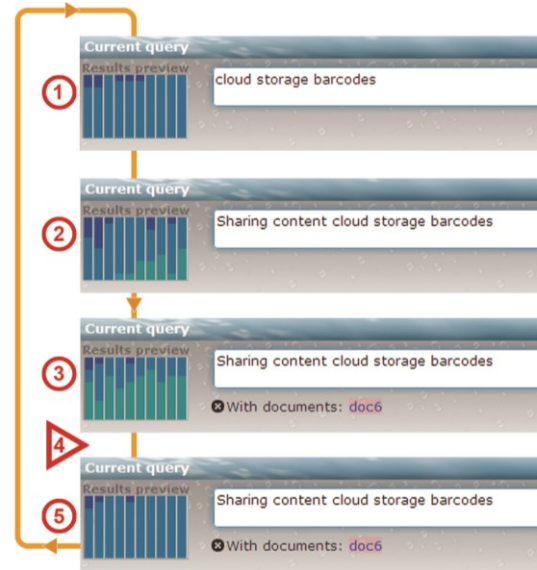 Current query
Results preview
1
cloud storage barcodes
Current query
Results preview
2
Sharing content cloud storage barcodes
Current query
Results preview
3
Sharing content cloud storage barcodes
With documents: doc6
4
Current query
Results preview
5
Sharing content cloud storage barcodes
With documents: doc6